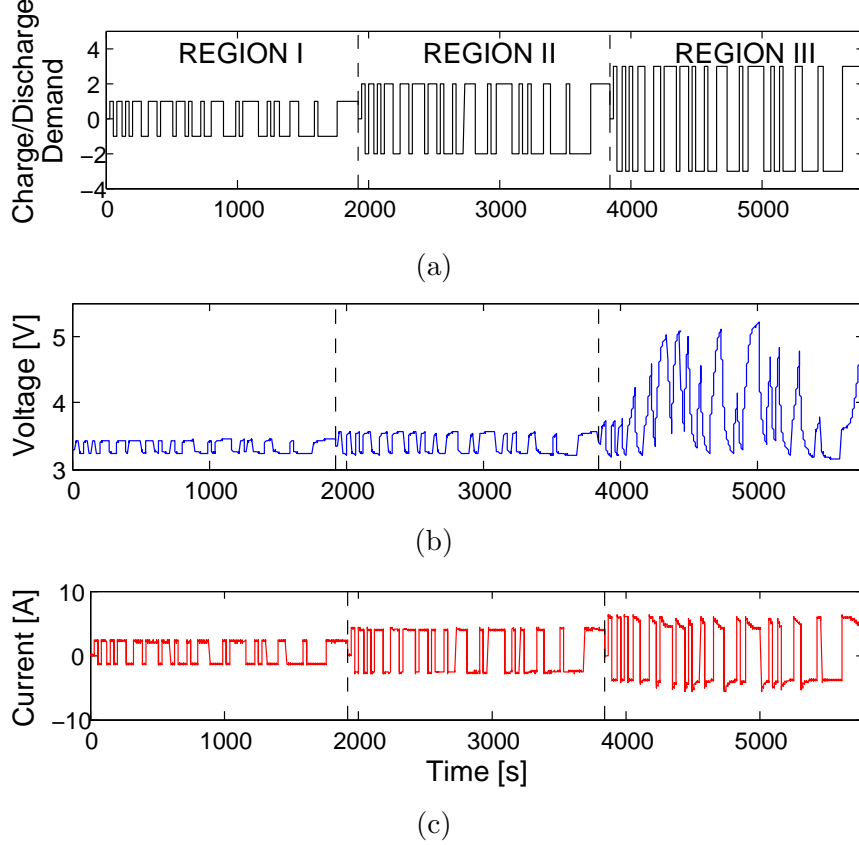 REGION I REGION II REGION III
Charge/Discharge
Demand
4
2
0
−2
−4
0 1000 2000 3000 4000 5000
(a)
Voltage [V]
5
4
3
0 1000 2000 3000 4000 5000
(b)
Current [A]
10
0
−10
0 1000 2000 3000 4000 5000
Time [s]
(c)